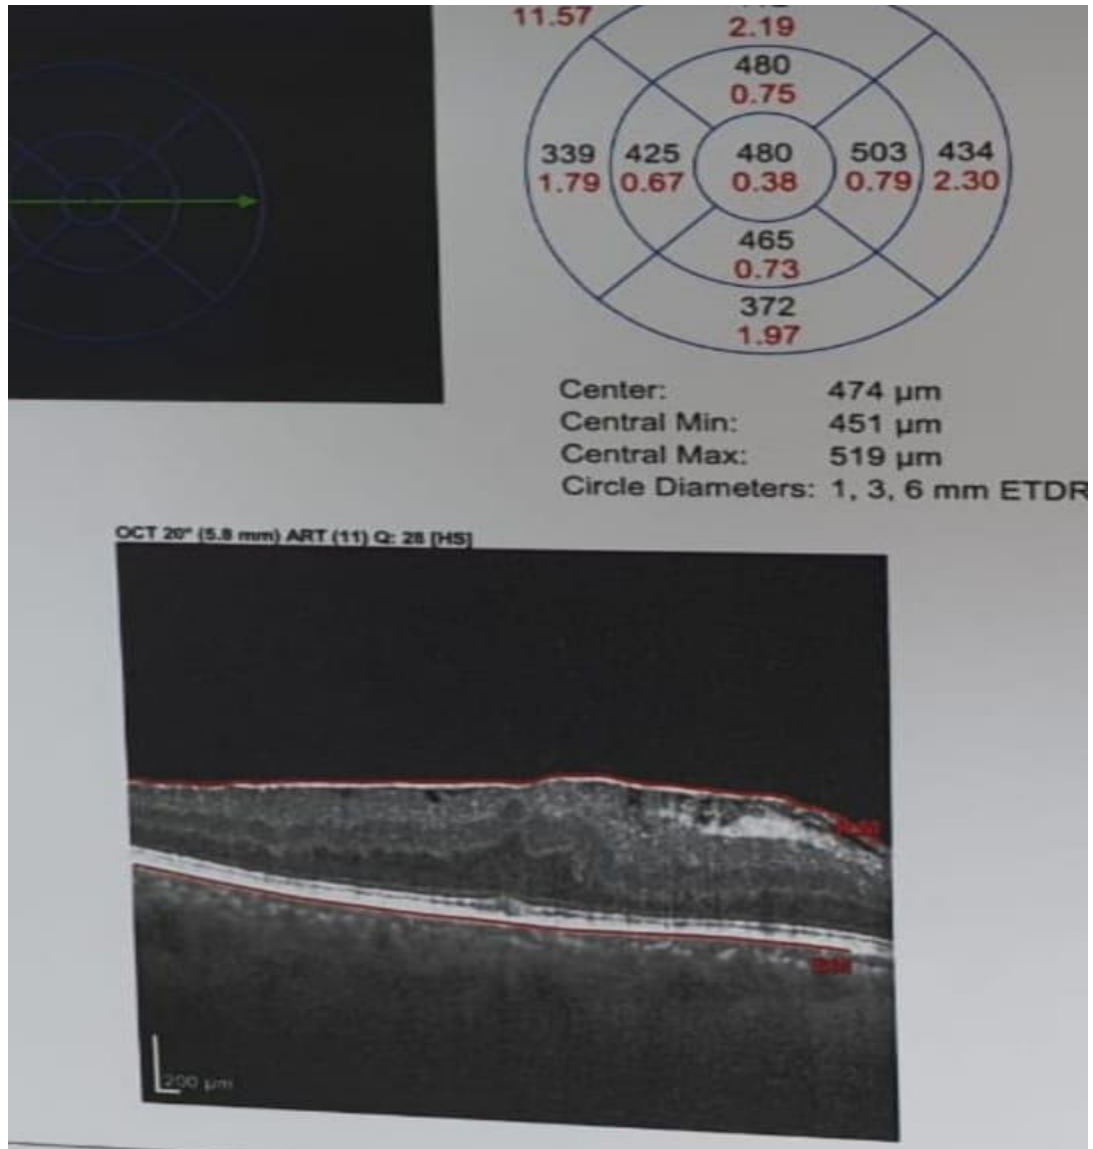 11.57
2.19
480
0.75
339 425 480 503 434
1.79 0.67 0.38 0.79 2.30
465
0.73
372
1.97
Center: 474 µm
Central Min: 451 µm
Central Max: 519 µm
Circle Diameters: 1, 3, 6 mm ETDR
OCT 20° (5.8 mm) ART (11) Q: 28 [HS]
200 µm